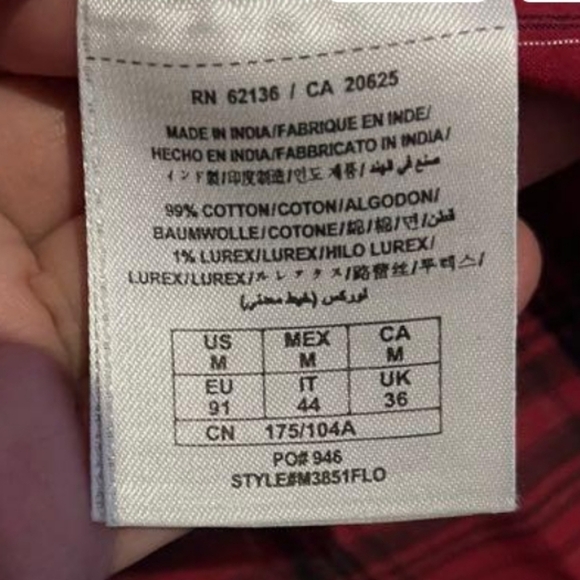 RN 62136 / CA 20625
MADE IN INDIA/FABRIQUE EN INDE/
HECHO EN INDIA/FABBRICATO IN INDIA/
インド製/印度製造/인도 제품/ صنع في الهند
99% COTTON/COTON/ALGODON/
BAUMWOLLE/COTONE/綿/棉/면/قطن/
1% LUREX/LUREX/HILO LUREX/
LUREX/LUREX/ルレックス/路蕾丝/루렉스/
لوركس (خيط معدني)
US MEX CA
M M M
EU IT UK
91 44 36
CN 175/104A
PO# 946
STYLE#M3851FLO